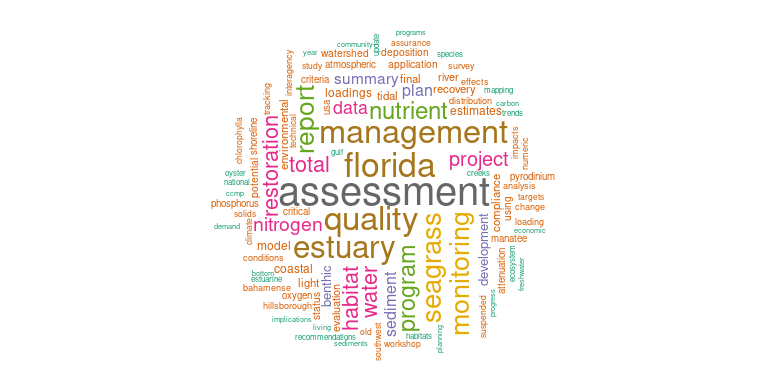 programs
community
update
assurance
year
watershed
deposition
species
interagency
study
atmospheric
application
survey
criteria
summary
final
river
effects
tracking
loadings
tidal
plan
recovery
mapping
report
usa
data
nutrient
distribution
carbon
estimates
trends
chlorophylla
shoreline
environmental
technical
management
impacts
numeric
restoration
total
gulf
florida
project
oyster
national
potential
creeks
pyrodinium
analysis
ccmp
assessment
compliance
targets
phosphorus
solids
critical
using
change
demand
climate
nitrogen
quality
seagrass
monitoring
development
loading
economic
model
estuary
manatee
conditions
coastal
program
attenuation
ecosystem
freshwater
bottom
estuarine
light
benthic
habitat
water
sediment
bahamense
oxygen
status
evaluation
suspended
progress
hillsborough
implications
living
old
habitats
planning
recommendations
sediments
southwest
workshop